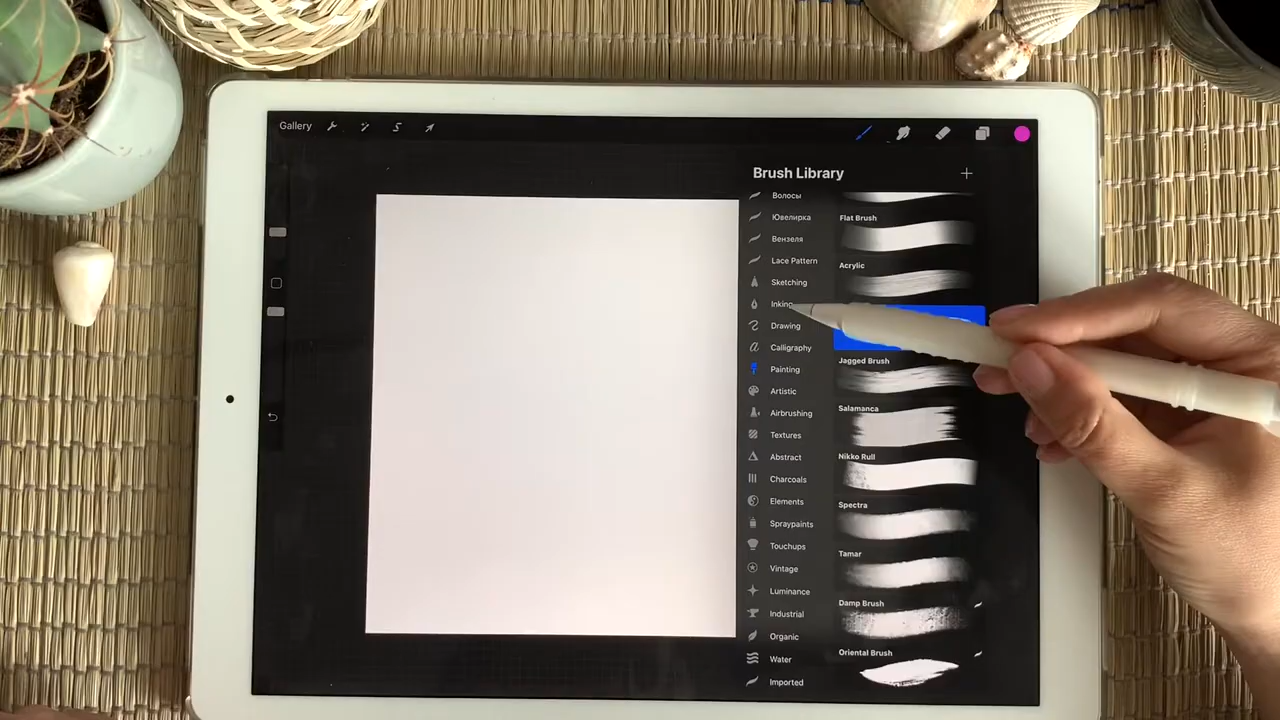 Gallery
Brush Library
Волосы
Ювелирка
Вензеля
Lace Pattern
Sketching
Inking
Drawing
Calligraphy
Painting
Artistic
Airbrushing
Textures
Abstract
Charcoals
Elements
Spraypaints
Touchups
Vintage
Luminance
Industrial
Organic
Water
Imported
Flat Brush
Acrylic
Jagged Brush
Salamanca
Nikko Rull
Spectra
Tamar
Damp Brush
Oriental Brush